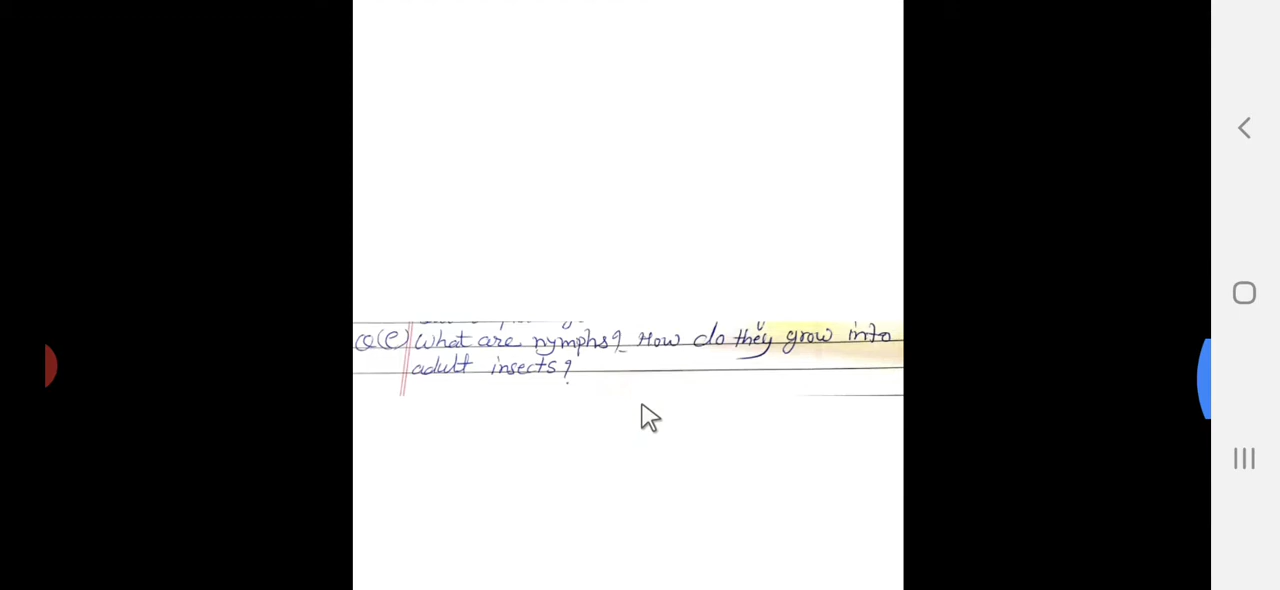 Q(e) What are nymphs? How do they grow into
adult insects?